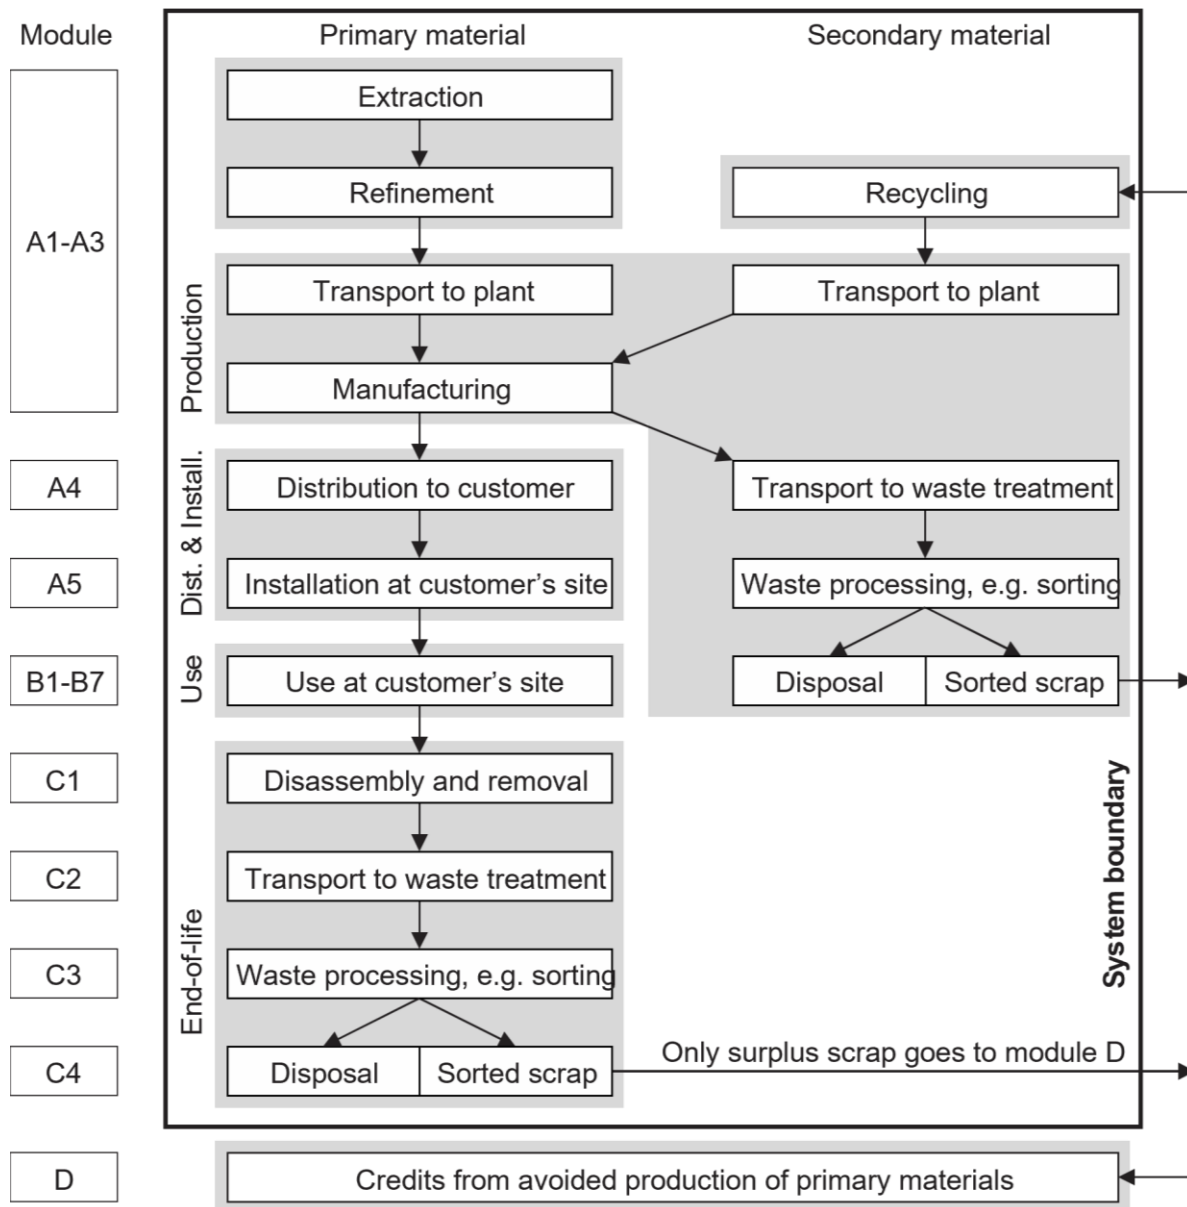 Module
Primary material
Secondary material
A1-A3
Extraction
Refinement
Recycling
Production
Transport to plant
Transport to plant
Manufacturing
A4
Dist. & Install.
Distribution to customer
Transport to waste treatment
A5
Installation at customer’s site
Waste processing, e.g. sorting
B1-B7
Use
Use at customer’s site
Disposal
Sorted scrap
C1
Disassembly and removal
System boundary
C2
Transport to waste treatment
End-of-life
C3
Waste processing, e.g. sorting
C4
Disposal
Sorted scrap
Only surplus scrap goes to module D
D
Credits from avoided production of primary materials